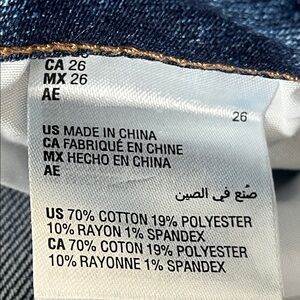 CA 26
MX 26
AE
26
US MADE IN CHINA
CA FABRIQUÉ EN CHINE
MX HECHO EN CHINA
AE
صنع في الصين
US 70% COTTON 19% POLYESTER
10% RAYON 1% SPANDEX
CA 70% COTON 19% POLYESTER
10% RAYONNE 1% SPANDEX